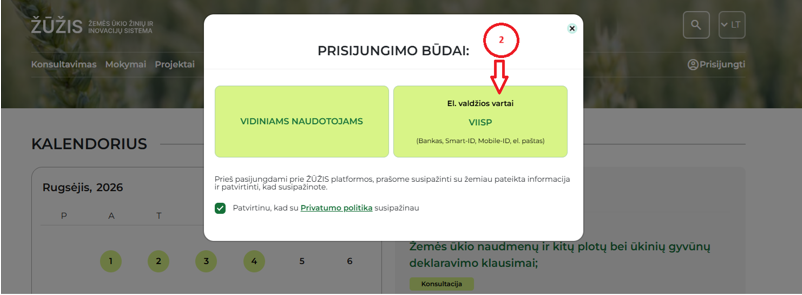 ŽŪŽIS ŽEMĖS ŪKIO ŽINIŲ IR
INOVACIJŲ SISTEMA
LT
Konsultavimas Mokymai Projektai
Prisijungti
PRISIJUNGIMO BŪDAI:
2
VIDINIAMS NAUDOTOJAMS
El. valdžios vartai
VIISP
(Bankas, Smart-ID, Mobile-ID, el. paštas)
Prieš pasijungdami prie ŽŪŽIS platformos, prašome susipažinti su žemiau pateikta informacija
ir patvirtinti, kad susipažinote.
Patvirtinu, kad su Privatumo politika susipažinau
KALENDORIUS
Rugsėjis, 2026
P A T
1 2 3 4 5 6
Žemės ūkio naudmenų ir kitų plotų bei ūkinių gyvūnų
deklaravimo klausimai;
Konsultacija